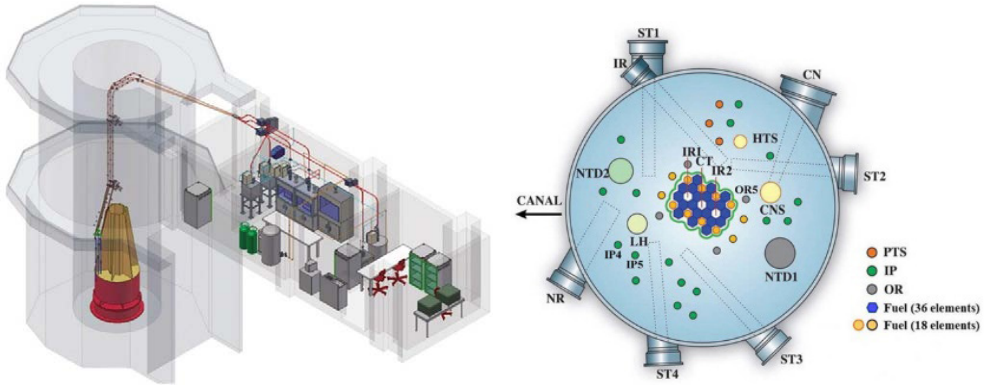 ST1
IR
CN
HTS
IR1
CT
IR2
NTD2
ST2
OR5
CANAL
CNS
LH
IP4
IP5
NTD1
NR
PTS
IP
OR
Fuel (36 elements)
Fuel (18 elements)
ST3
ST4